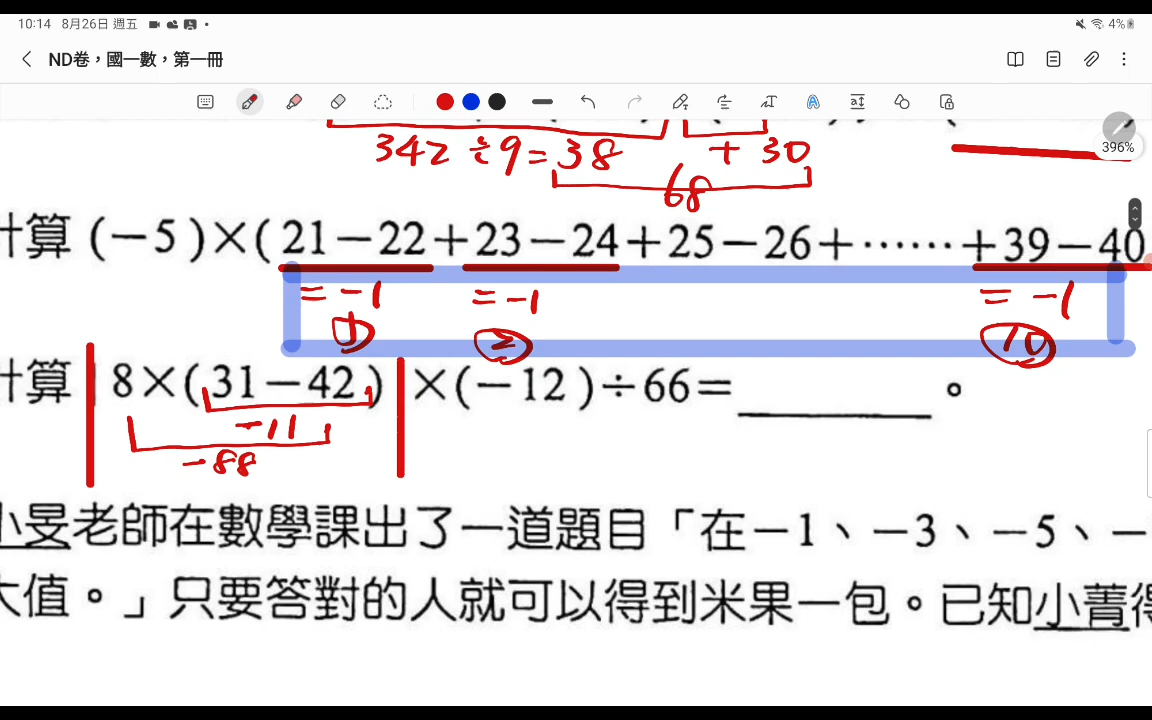 10:14 8月26日 週五 4%
ND卷，國一數，第一冊
396%
342÷9=38 +30
68
計算(－5)×(21－22＋23－24＋25－26＋……＋39－40
=-1 =-1 =-1
1 2 10
計算 |8×(31－42)|×(－12)÷66＝ 。
-11
-88
小旻老師在數學課出了一道題目「在－1、－3、－5、－
大值。」只要答對的人就可以得到米果一包。已知小菁得